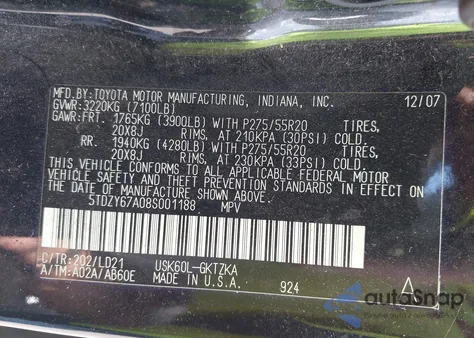 MFD.BY:TOYOTA MOTOR MANUFACTURING, INDIANA, INC. 12/07
GVWR:3220KG (7100LB)
GAWR:FRT. 1765KG (3900LB) WITH P275/55R20 TIRES,
20X8J RIMS, AT 210KPA (30PSI) COLD.
RR. 1940KG (4280LB) WITH P275/55R20 TIRES,
20X8J RIMS, AT 230KPA (33PSI) COLD.
THIS VEHICLE CONFORMS TO ALL APPLICABLE FEDERAL MOTOR
VEHICLE SAFETY AND THEFT PREVENTION STANDARDS IN EFFECT ON
THE DATE OF MANUFACTURE SHOWN ABOVE.
5TDZY67A08S001188 MPV
C/TR:202/LD21 USK60L-GKTZKA
A/TM:A02A/AB60E MADE IN U.S.A. 924 A
autoSnap